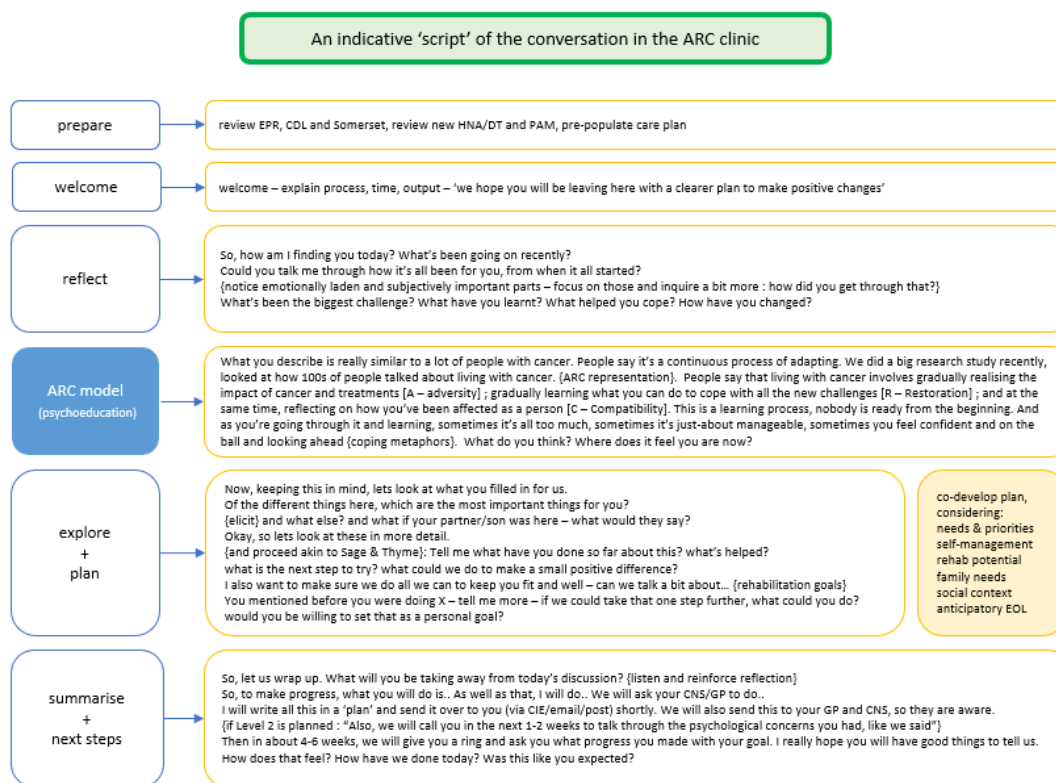 An indicative ‘script’ of the conversation in the ARC clinic
prepare
review EPR, CDL and Somerset, review new HNA/DT and PAM, pre-populate care plan
welcome
welcome – explain process, time, output – ‘we hope you will be leaving here with a clearer plan to make positive changes’
reflect
So, how am I finding you today? What’s been going on recently?
Could you talk me through how it’s all been for you, from when it all started?
{notice emotionally laden and subjectively important parts – focus on those and inquire a bit more : how did you get through that?}
What’s been the biggest challenge? What have you learnt? What helped you cope? How have you changed?
ARC model
{psychoeducation}
What you describe is really similar to a lot of people with cancer. People say it’s a continuous process of adapting. We did a big research study recently,
looked at how 100s of people talked about living with cancer. {ARC representation}.  People say that living with cancer involves gradually realising the
impact of cancer and treatments [A – adversity] ; gradually learning what you can do to cope with all the new challenges [R – Restoration] ; and at the
same time, reflecting on how you’ve been affected as a person [C – Compatibility]. This is a learning process, nobody is ready from the beginning. And
as you’re going through it and learning, sometimes it’s all too much, sometimes it’s just-about manageable, sometimes you feel confident and on the
ball and looking ahead {coping metaphors}.  What do you think? Where does it feel you are now?
explore
+
plan
Now, keeping this in mind, lets look at what you filled in for us.
Of the different things here, which are the most important things for you?
{elicit} and what else? and what if your partner/son was here – what would they say?
Okay, so lets look at these in more detail.
{and proceed akin to Sage & Thyme}: Tell me what have you done so far about this? what’s helped?
what is the next step to try? what could we do to make a small positive difference?
I also want to make sure we do all we can to keep you fit and well – can we talk a bit about… {rehabilitation goals}
You mentioned before you were doing X – tell me more – if we could take that one step further, what could you do?
would you be willing to set that as a personal goal?
co-develop plan,
considering:
needs & priorities
self-management
rehab potential
family needs
social context
anticipatory EOL
summarise
+
next steps
So, let us wrap up. What will you be taking away from today’s discussion? {listen and reinforce reflection}
So, to make progress, what you will do is.. As well as that, I will do.. We will ask your CNS/GP to do..
I will write all this in a ‘plan’ and send it over to you (via CIE/email/post) shortly. We will also send this to your GP and CNS, so they are aware.
{if Level 2 is planned : “Also, we will call you in the next 1-2 weeks to talk through the psychological concerns you had, like we said”}
Then in about 4-6 weeks, we will give you a ring and ask you what progress you made with your goal. I really hope you will have good things to tell us.
How does that feel? How have we done today? Was this like you expected?